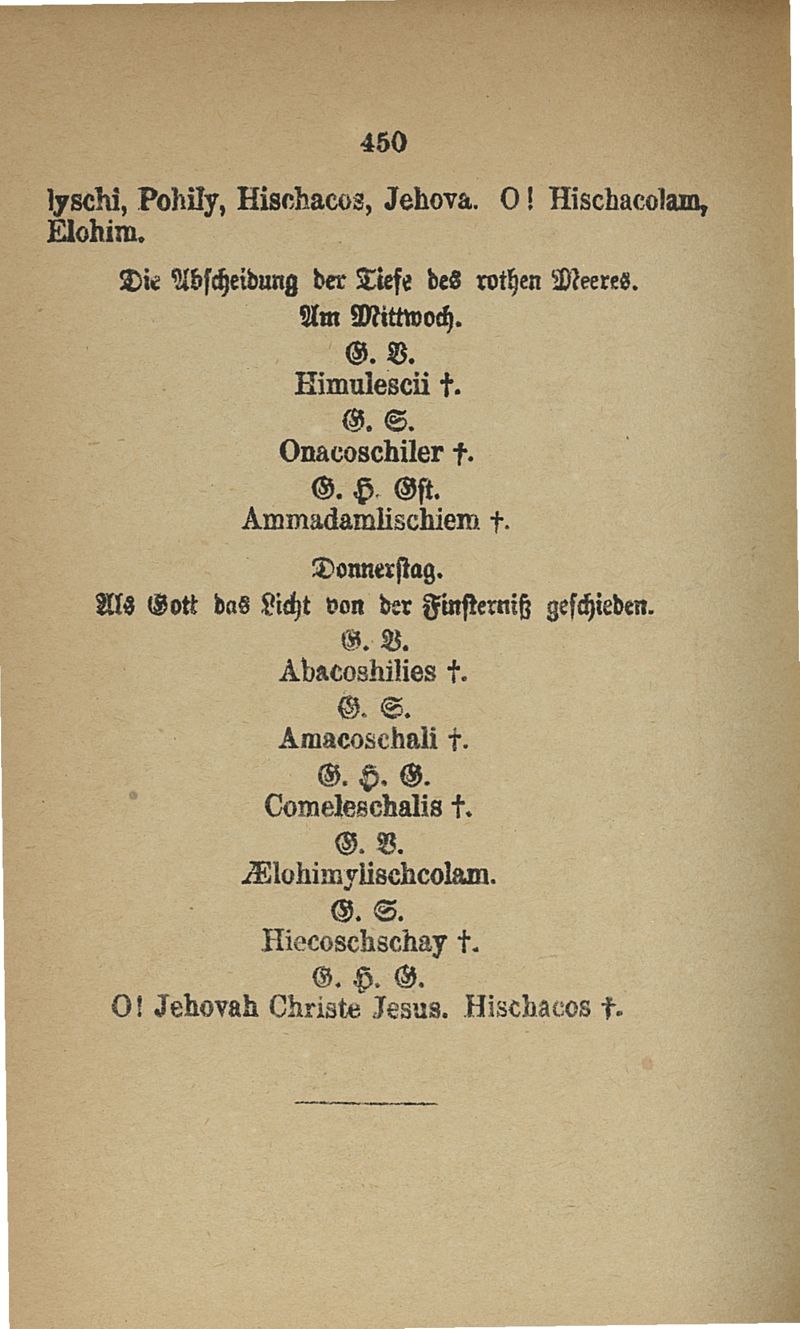 450
lyschi, Pohily, Hischacos, Jehova. O! Hischacolam,
Elohim.
Die Abscheidung der Tiefe des rothen Meeres.
Am Mittwoch.
G. V.
Himulescii †.
G. S.
Onacoschiler †.
G. H. Gst.
Ammadamlischiem †.
Donnerstag.
Als Gott das Licht von der Finsterniß geschieden.
G. V.
Abacoshilies †.
G. S.
Amacoschali †.
G. H. G.
Comeleschalis †.
G. V.
Ælohimylischcolam.
G. S.
Hiecoschschay †.
G. H. G.
O! Jehovah Christe Jesus. Hischacos †.